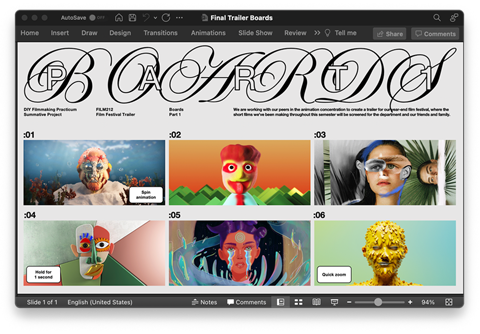 AutoSave OFF
Final Trailer Boards
Home Insert Draw Design Transitions Animations Slide Show Review Tell me Share Comments
BOARDS
PART 1
DIY Filmmaking Practicum
Summative Project
FILM212
Film Festival Trailer
Boards
Part 1
We are working with our peers in the animation concentration to create a trailer for our year-end film festival, where the
short films we've been making throughout this semester will be screened for the department and our friends and family.
:01
:02
:03
Spin
animation
:04
:05
:06
Hold for
1 second
Quick zoom
Slide 1 of 1 English (United States) Notes Comments 94%